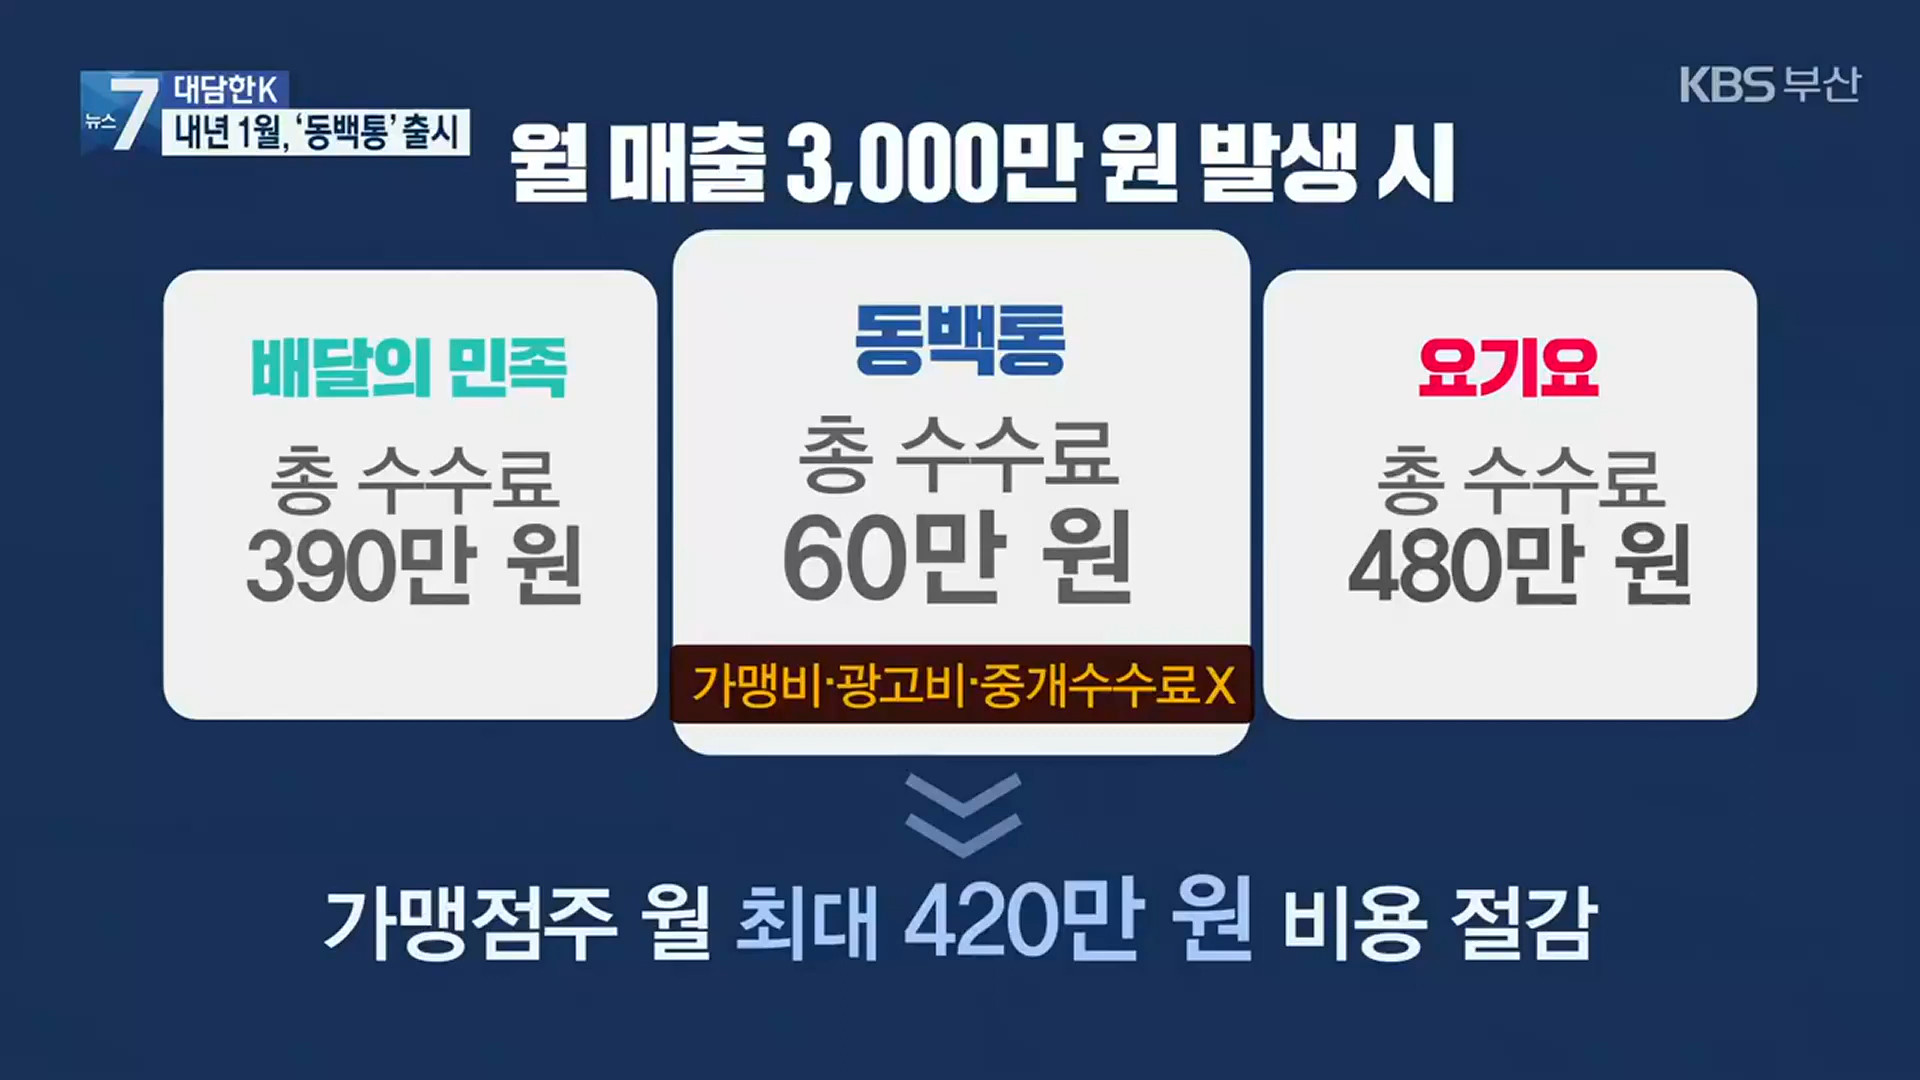 뉴스7
대담한K
내년 1월, ‘동백통’ 출시
KBS 부산
월 매출 3,000만 원 발생 시
배달의 민족
총 수수료
390만 원
동백통
총 수수료
60만 원
가맹비·광고비·중개수수료X
요기요
총 수수료
480만 원
가맹점주 월 최대 420만 원 비용 절감